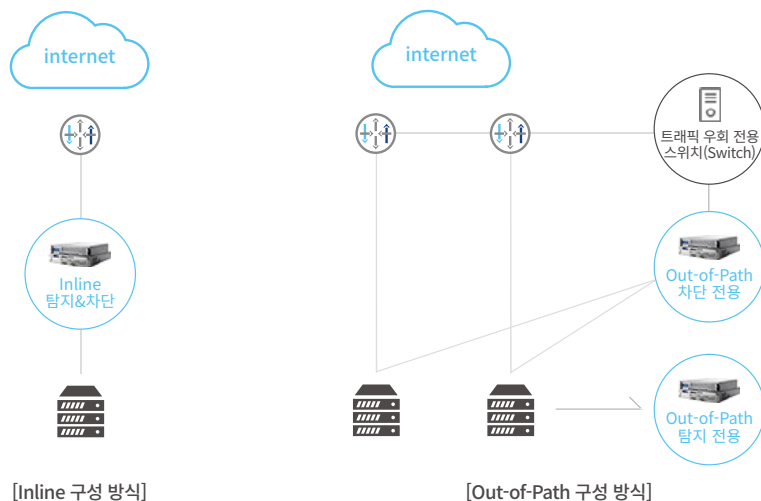 internet
internet
트래픽 우회 전용
스위치(Switch)
Inline
탐지&차단
Out-of-Path
차단 전용
Out-of-Path
탐지 전용
[Inline 구성 방식]
[Out-of-Path 구성 방식]